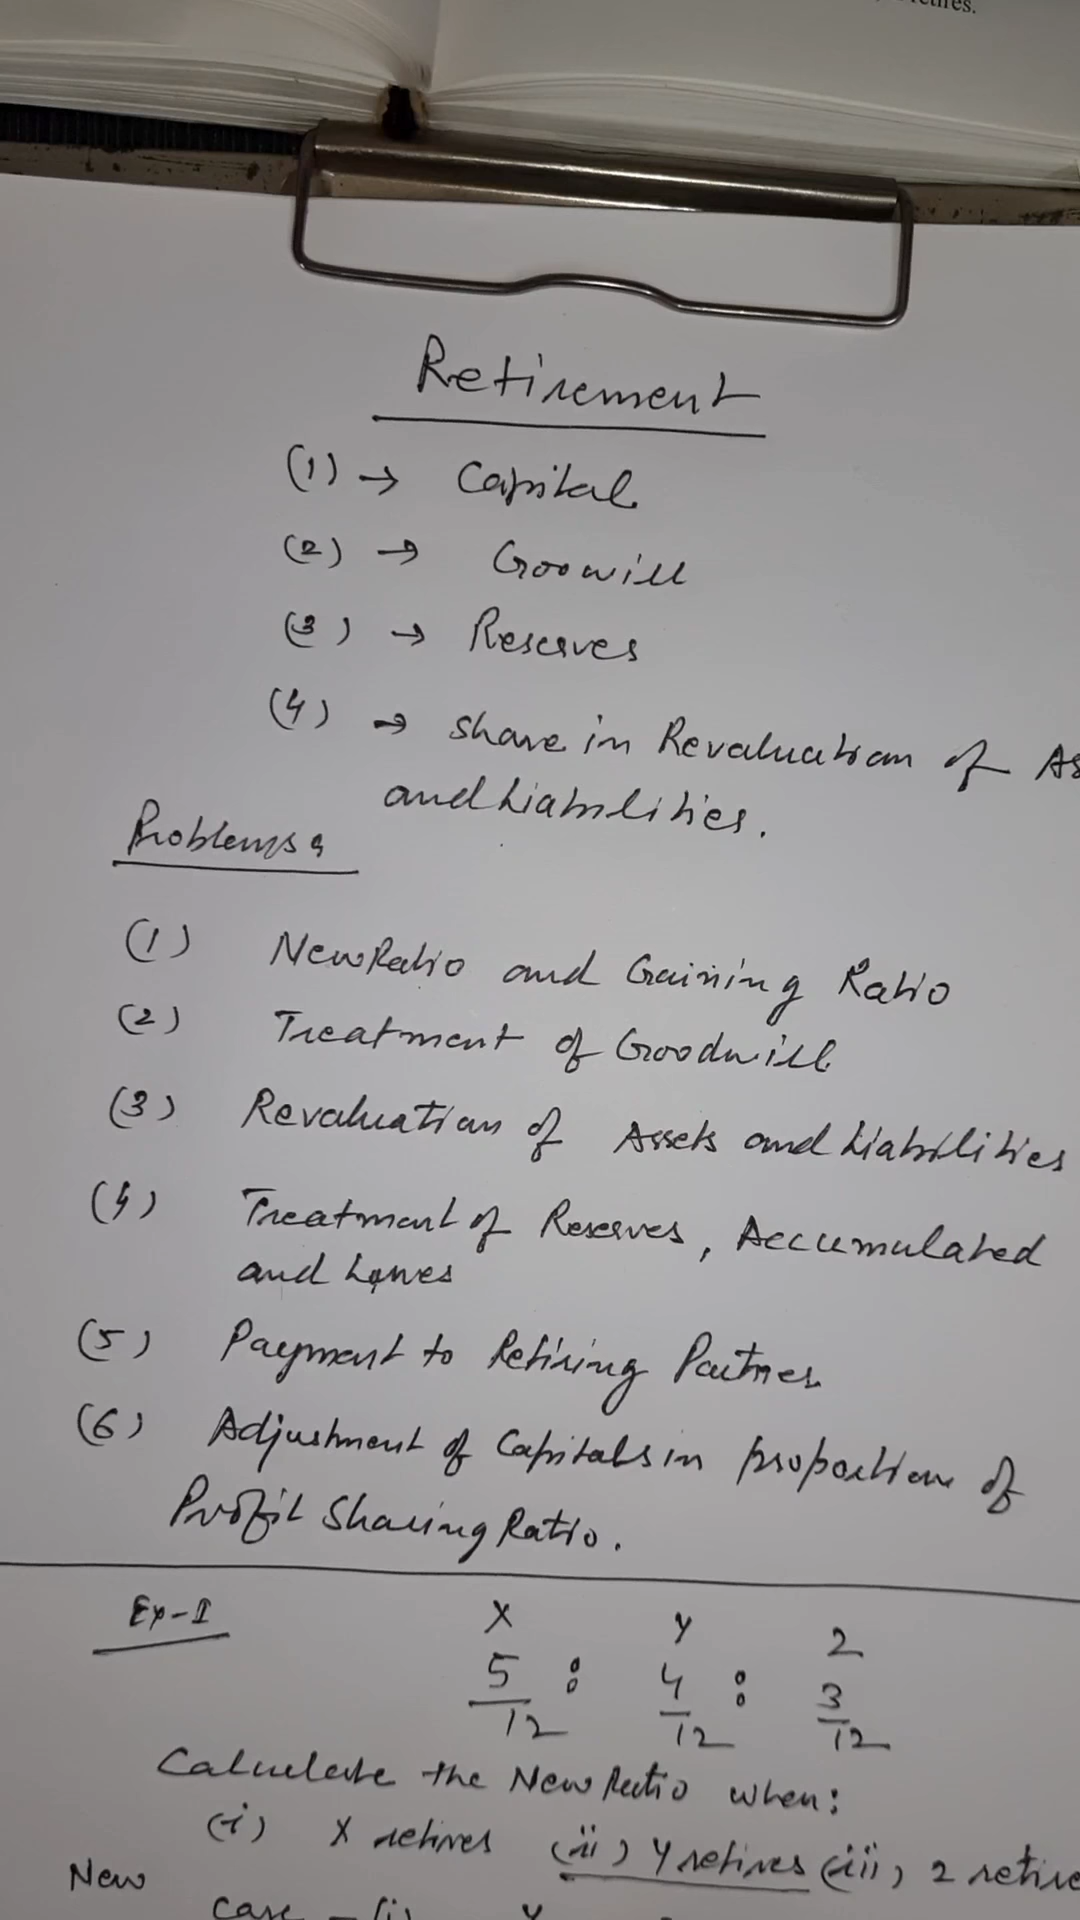 Retirement
(1) → Capital
(2) → Goowill
(3) → Reserves
(4) → Share in Revaluation of As
and Liabilities.
Problems
(1) New Ratio and Gaining Ratio
(2) Treatment of Goodwill
(3) Revaluation of Assets and Liabilities
(4) Treatment of Reserves, Accumulated
and Losses
(5) Payment to Retiring Partner
(6) Adjustment of Capitals in proportion of
Profit Sharing Ratio.
Ex-1 X Y Z
5/12 : 4/12 : 3/12
Calculate the New Ratio when:
(i) X retires (ii) Y retires (iii) Z retire
New
Case - (i) Y